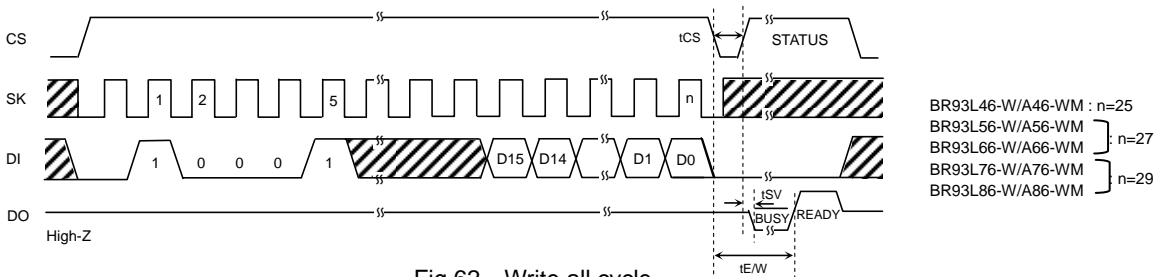 CS
tCS
STATUS
SK
1
2
5
n
BR93L46-W/A46-WM : n=25
BR93L56-W/A56-WM
BR93L66-W/A66-WM
: n=27
BR93L76-W/A76-WM
BR93L86-W/A86-WM
: n=29
DI
1
0
0
0
1
D15
D14
D1
D0
tSV
DO
BUSY
READY
High-Z
tE/W
Fig.62 Write all cycle